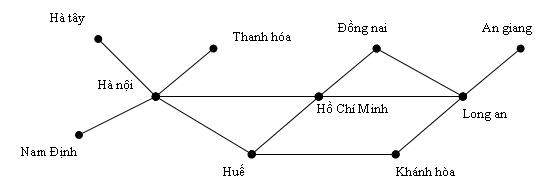 Hà tây
Thanh hóa
Đồng nai
An giang
Hà nội
Hồ Chí Minh
Long an
Nam Định
Huế
Khánh hòa